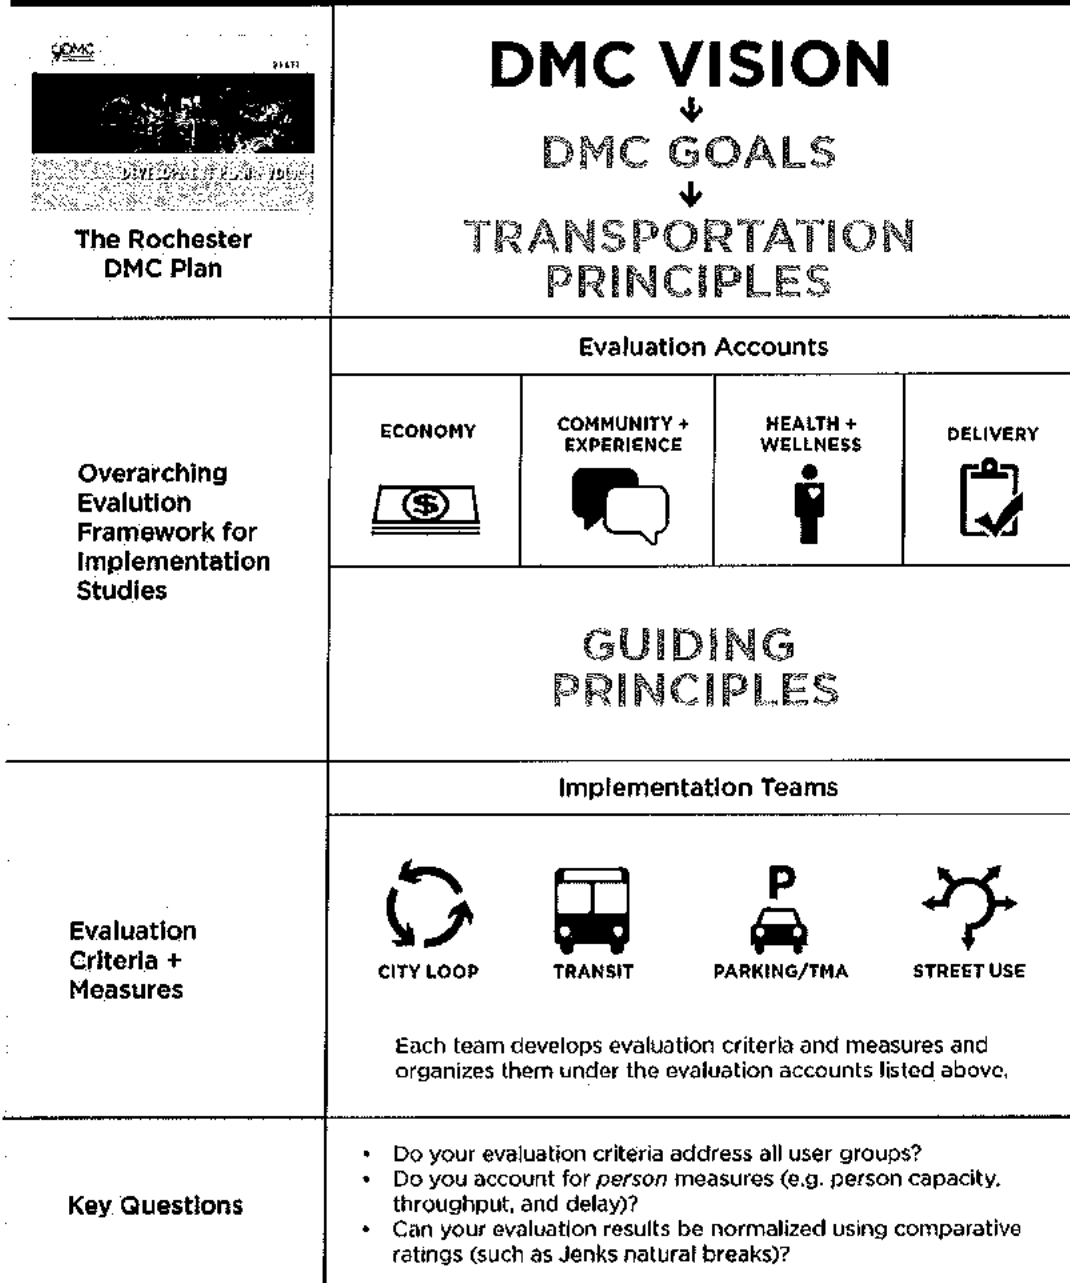 DMC
DRAFT
DMC VISION
DMC GOALS
TRANSPORTATION
PRINCIPLES
The Rochester
DMC Plan
Evaluation Accounts
ECONOMY
COMMUNITY +
EXPERIENCE
HEALTH +
WELLNESS
DELIVERY
$
Overarching
Evalution
Framework for
Implementation
Studies
GUIDING
PRINCIPLES
Implementation Teams
P
CITY LOOP
TRANSIT
PARKING/TMA
STREET USE
Evaluation
Criteria +
Measures
Each team develops evaluation criteria and measures and
organizes them under the evaluation accounts listed above.
Key Questions
• Do your evaluation criteria address all user groups?
• Do you account for person measures (e.g. person capacity,
throughput, and delay)?
• Can your evaluation results be normalized using comparative
ratings (such as Jenks natural breaks)?